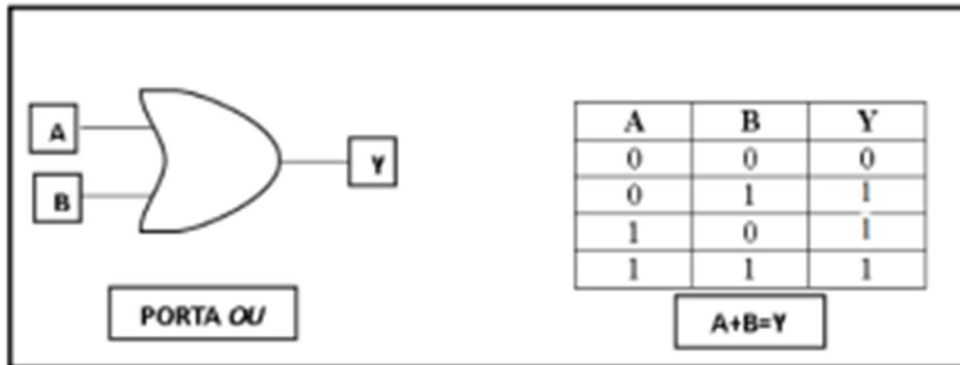 A
B
Y
PORTA OU
A B Y
0 0 0
0 1 1
1 0 1
1 1 1
A+B=Y